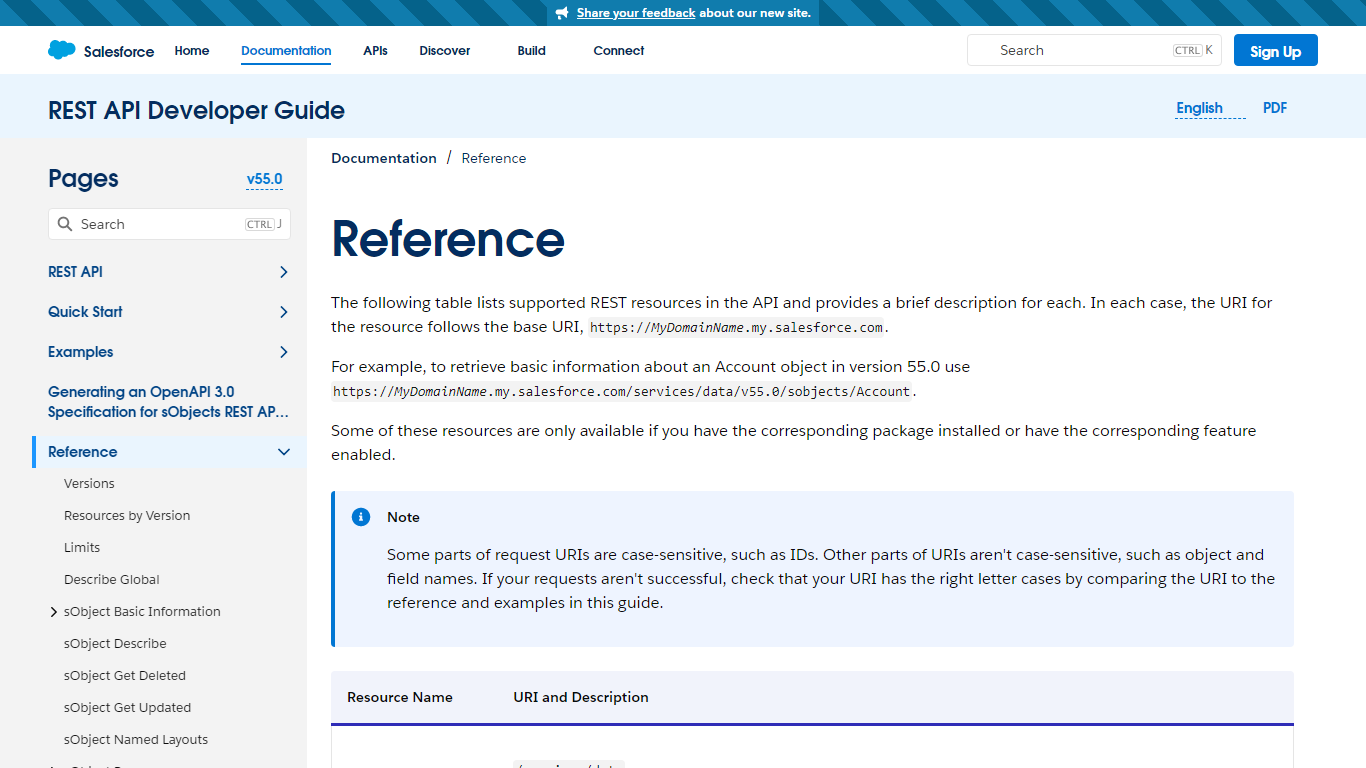 Share your feedback about our new site.
Salesforce Home Documentation APIs Discover Build Connect Search CTRL K Sign Up
REST API Developer Guide English PDF
Pages v55.0
Search CTRL J
REST API
Quick Start
Examples
Generating an OpenAPI 3.0
Specification for sObjects REST AP...
Reference
Versions
Resources by Version
Limits
Describe Global
sObject Basic Information
sObject Describe
sObject Get Deleted
sObject Get Updated
sObject Named Layouts
Documentation / Reference
Reference
The following table lists supported REST resources in the API and provides a brief description for each. In each case, the URI for
the resource follows the base URI, https://MyDomainName.my.salesforce.com.
For example, to retrieve basic information about an Account object in version 55.0 use
https://MyDomainName.my.salesforce.com/services/data/v55.0/sobjects/Account.
Some of these resources are only available if you have the corresponding package installed or have the corresponding feature
enabled.
Note
Some parts of request URIs are case-sensitive, such as IDs. Other parts of URIs aren't case-sensitive, such as object and
field names. If your requests aren't successful, check that your URI has the right letter cases by comparing the URI to the
reference and examples in this guide.
Resource Name URI and Description